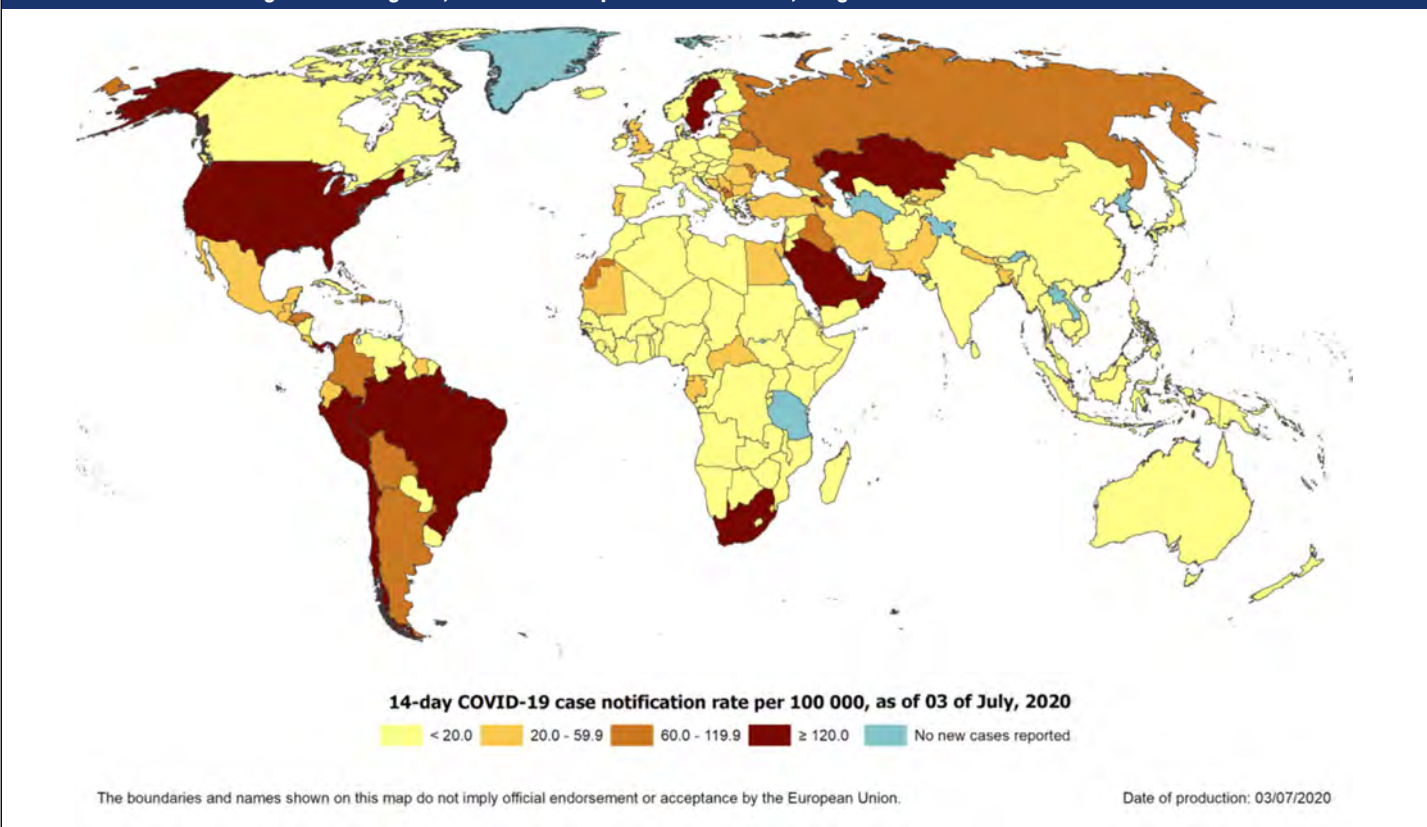 14-day COVID-19 case notification rate per 100 000, as of 03 of July, 2020
< 20.0 20.0 - 59.9 60.0 - 119.9 ≥ 120.0 No new cases reported
The boundaries and names shown on this map do not imply official endorsement or acceptance by the European Union. Date of production: 03/07/2020